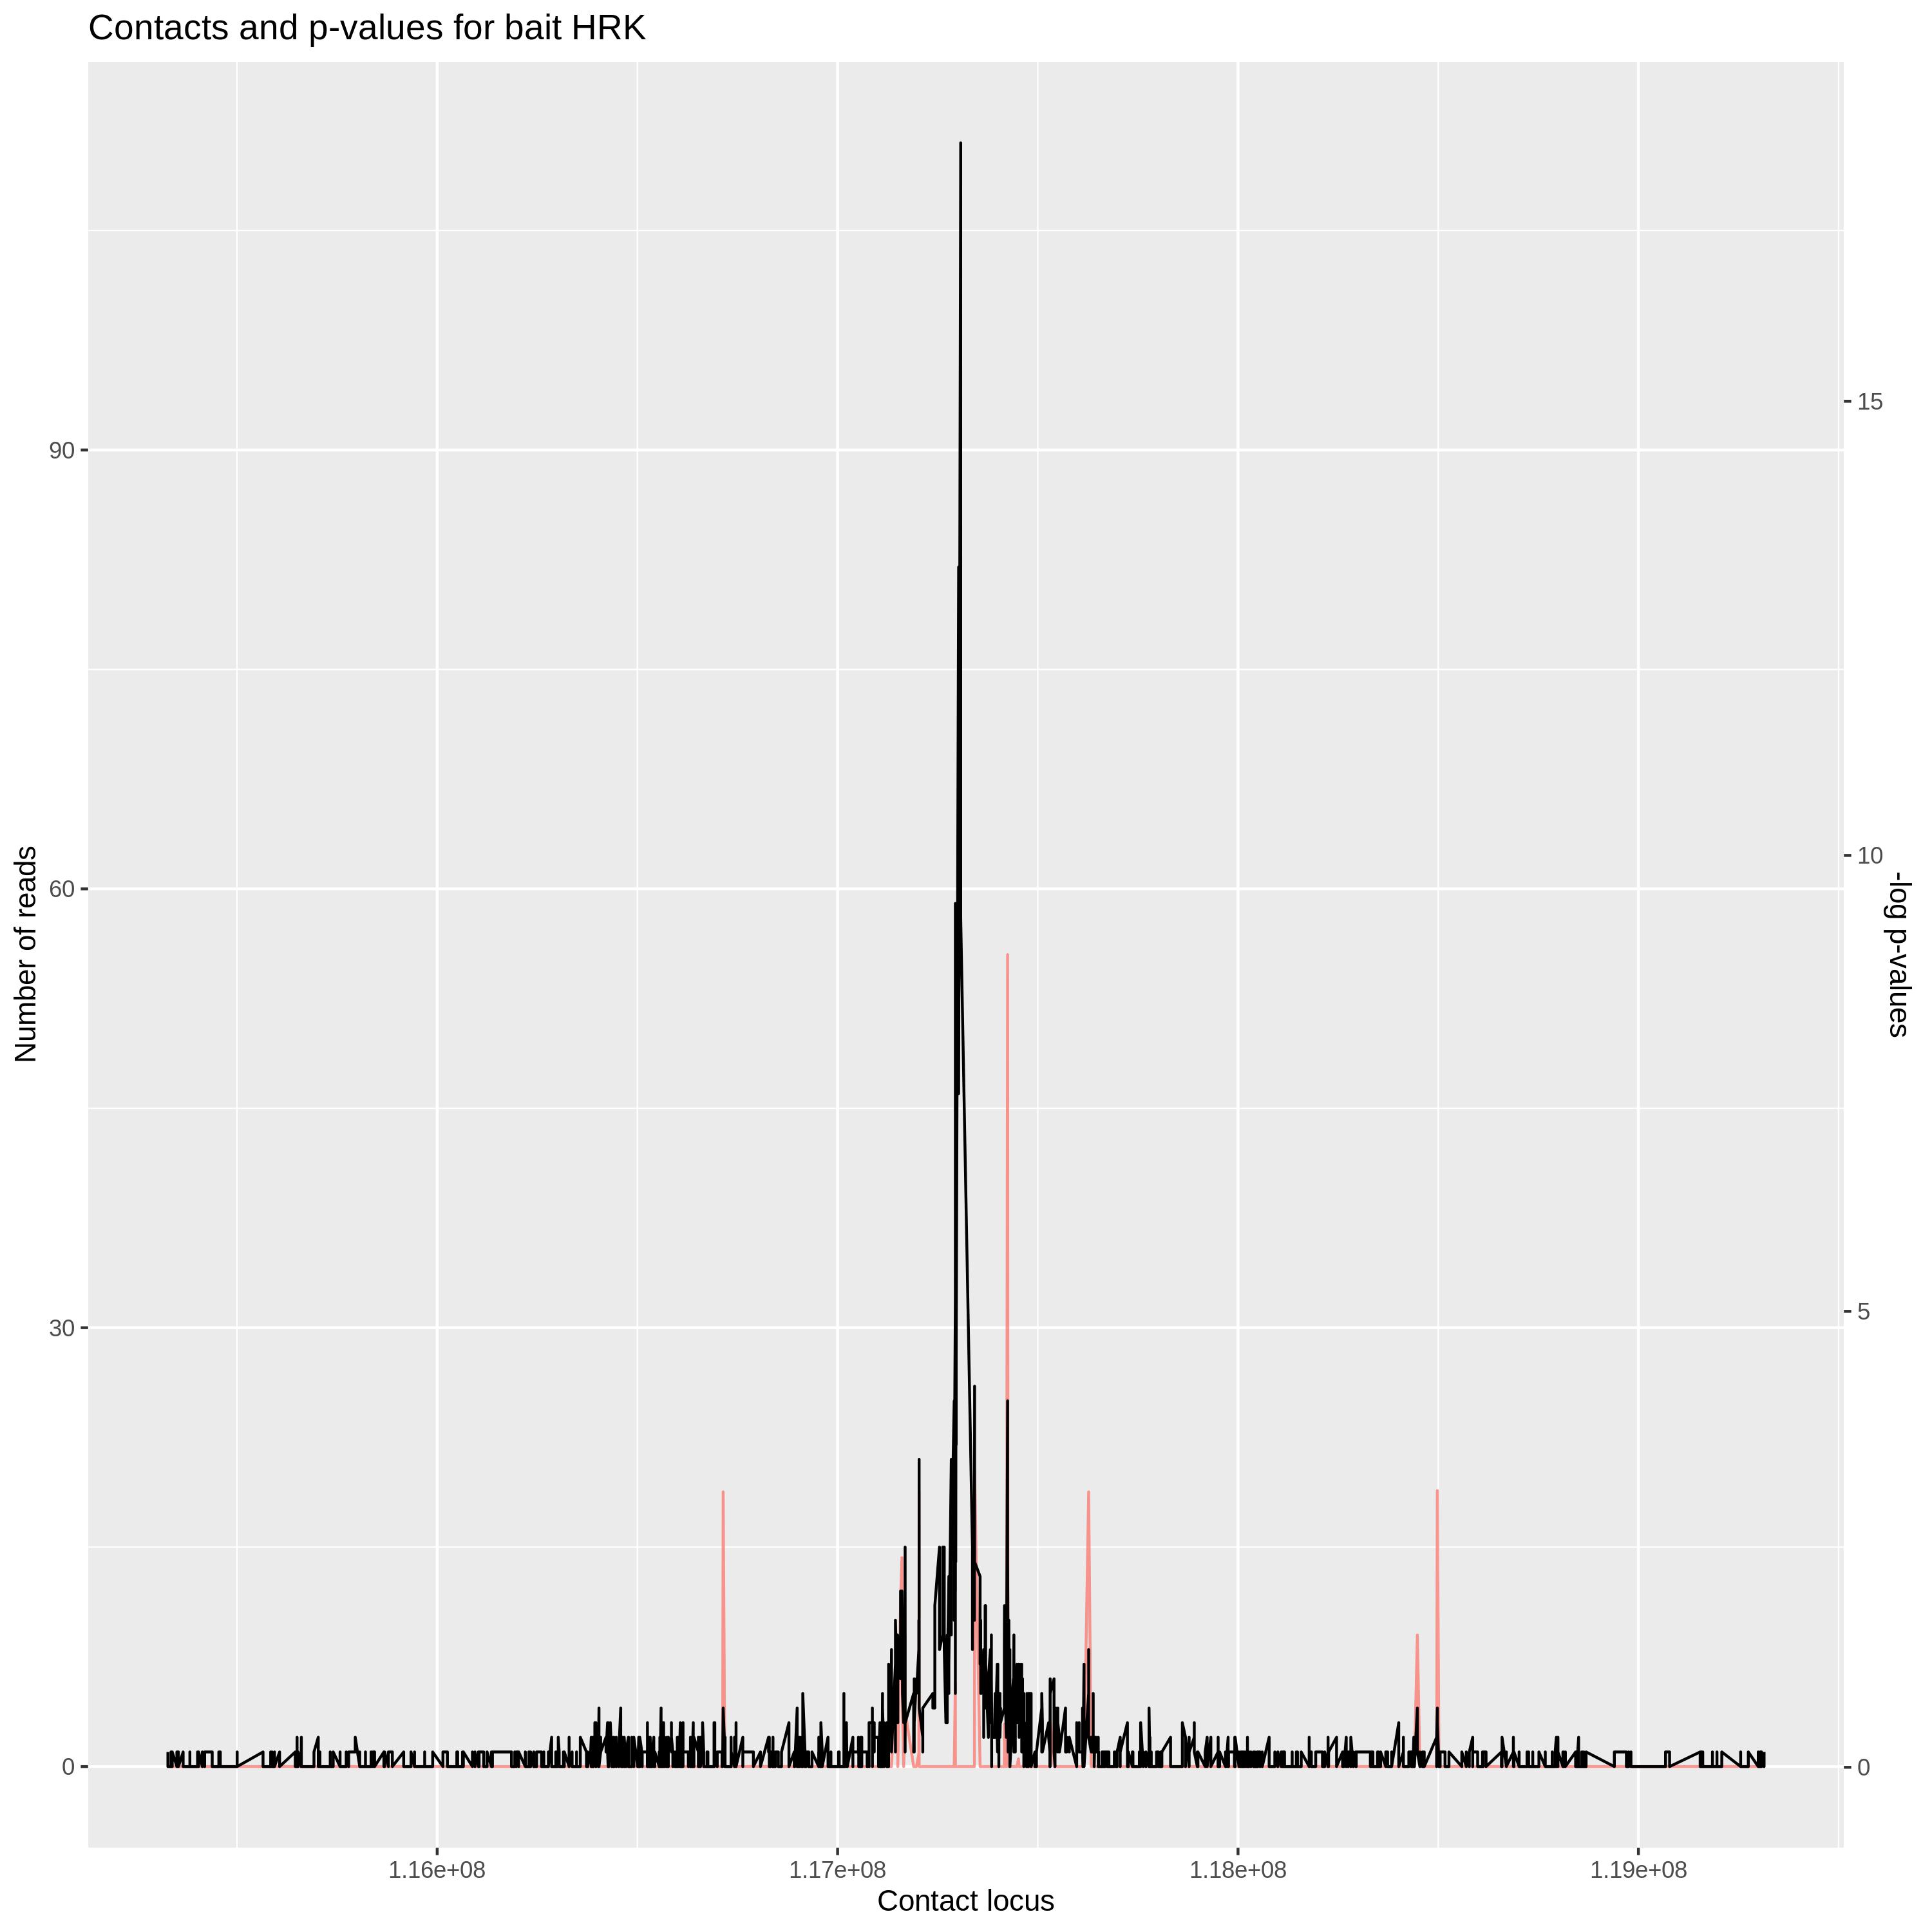 Contacts and p-values for bait HRK
Number of reads
90
60
30
0
15
10
5
0
-log p-values
1.16e+08
1.17e+08
1.18e+08
1.19e+08
Contact locus